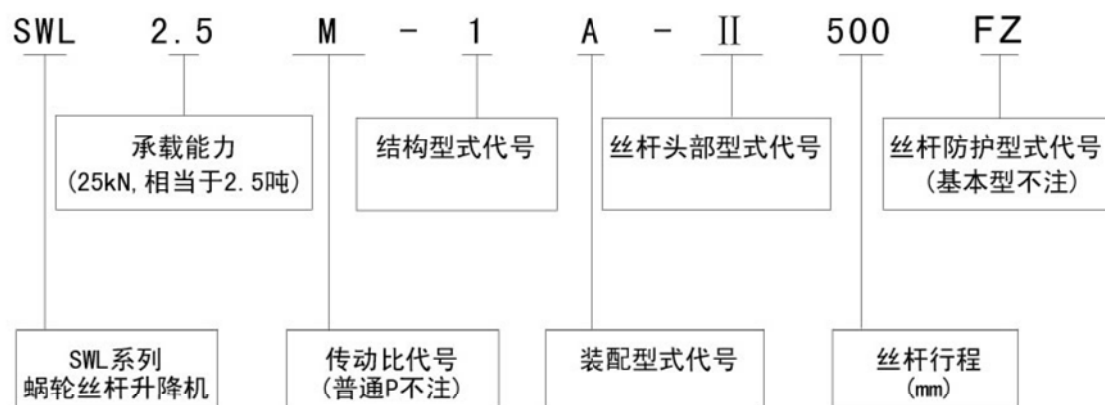 SWL 2.5 M - 1 A - Ⅱ 500 FZ
承载能力
(25kN,相当于2.5吨)
结构型式代号
丝杆头部型式代号
丝杆防护型式代号
(基本型不注)
SWL系列
蜗轮丝杆升降机
传动比代号
(普通P不注)
装配型式代号
丝杆行程
(mm)